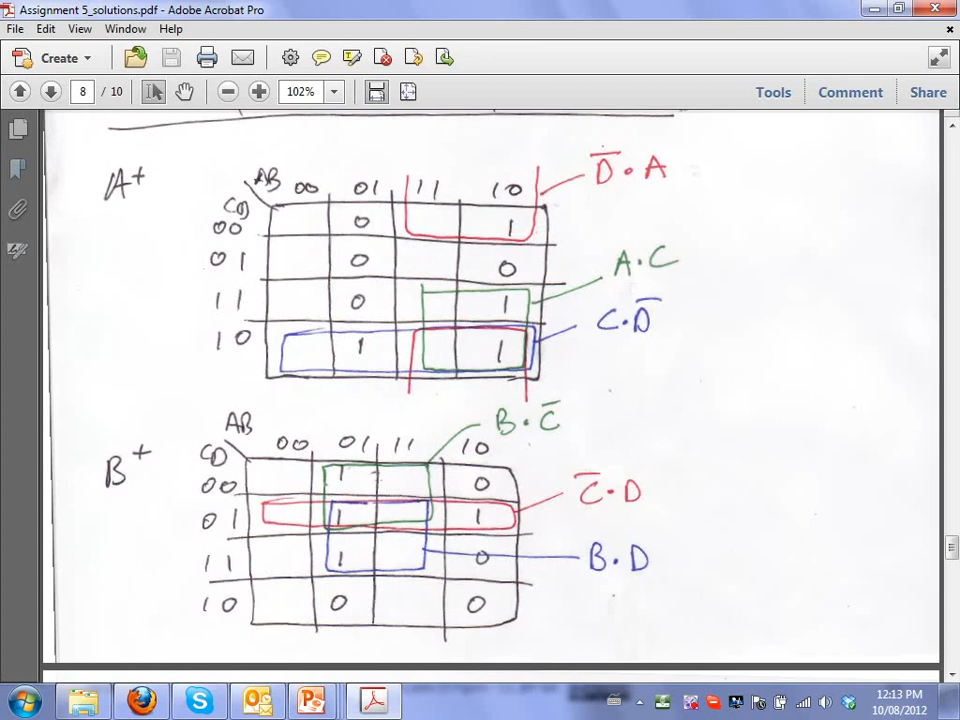 Assignment 5_solutions.pdf - Adobe Acrobat Pro
File Edit View Window Help
Create
8 / 10 102% Tools Comment Share
A+
D̅·A
AB 00 01 11 10
CD
00 0 1
01 0 0
A·C
11 0 1
C·D̅
10 1 1
B+
B·C̅
AB 00 01 11 10
CD
00 1 0
C̅·D
01 1 1
11 1 0
B·D
10 0 0
12:13 PM
10/08/2012